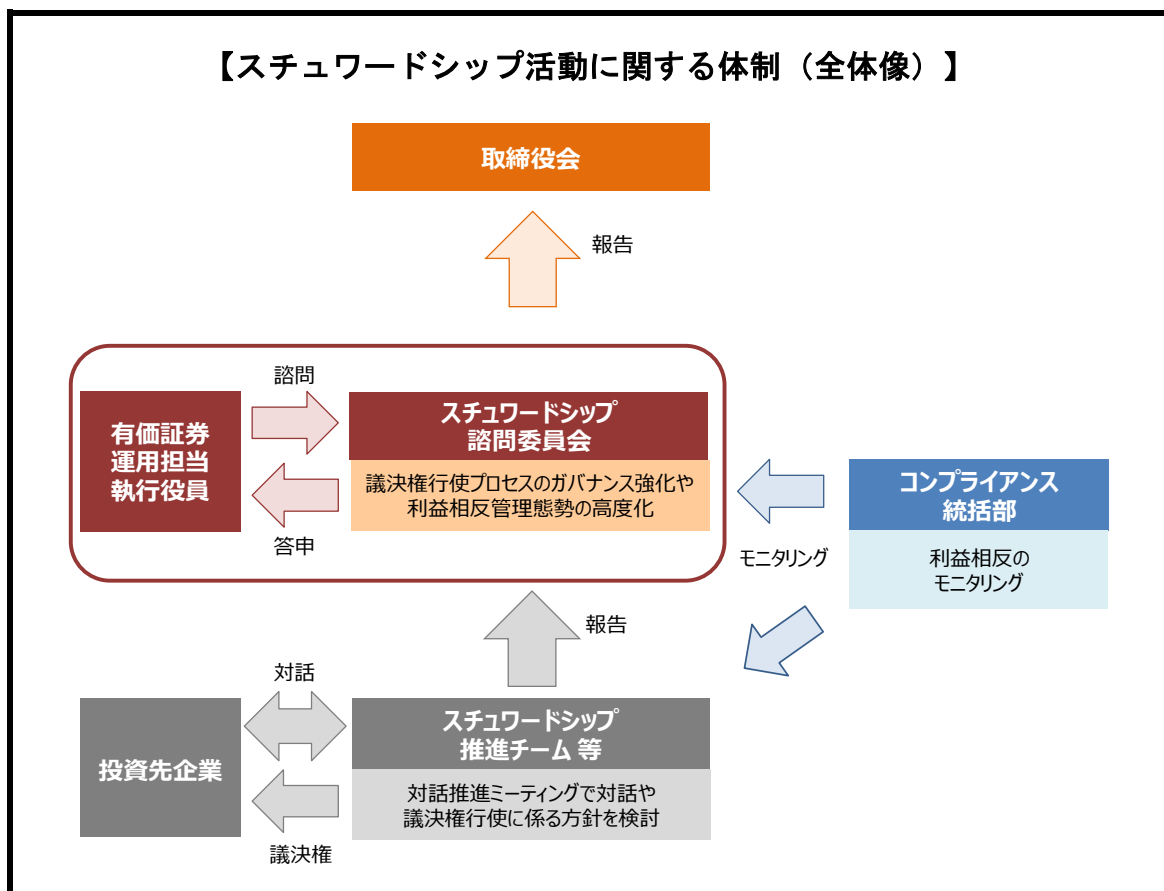 【スチュワードシップ活動に関する体制（全体像）】
取締役会
報告
諮問
有価証券
運用担当
執行役員
スチュワードシップ
諮問委員会
議決権行使プロセスのガバナンス強化や
利益相反管理態勢の高度化
答申
モニタリング
コンプライアンス
統括部
利益相反の
モニタリング
報告
対話
投資先企業
スチュワードシップ
推進チーム 等
対話推進ミーティングで対話や
議決権行使に係る方針を検討
議決権